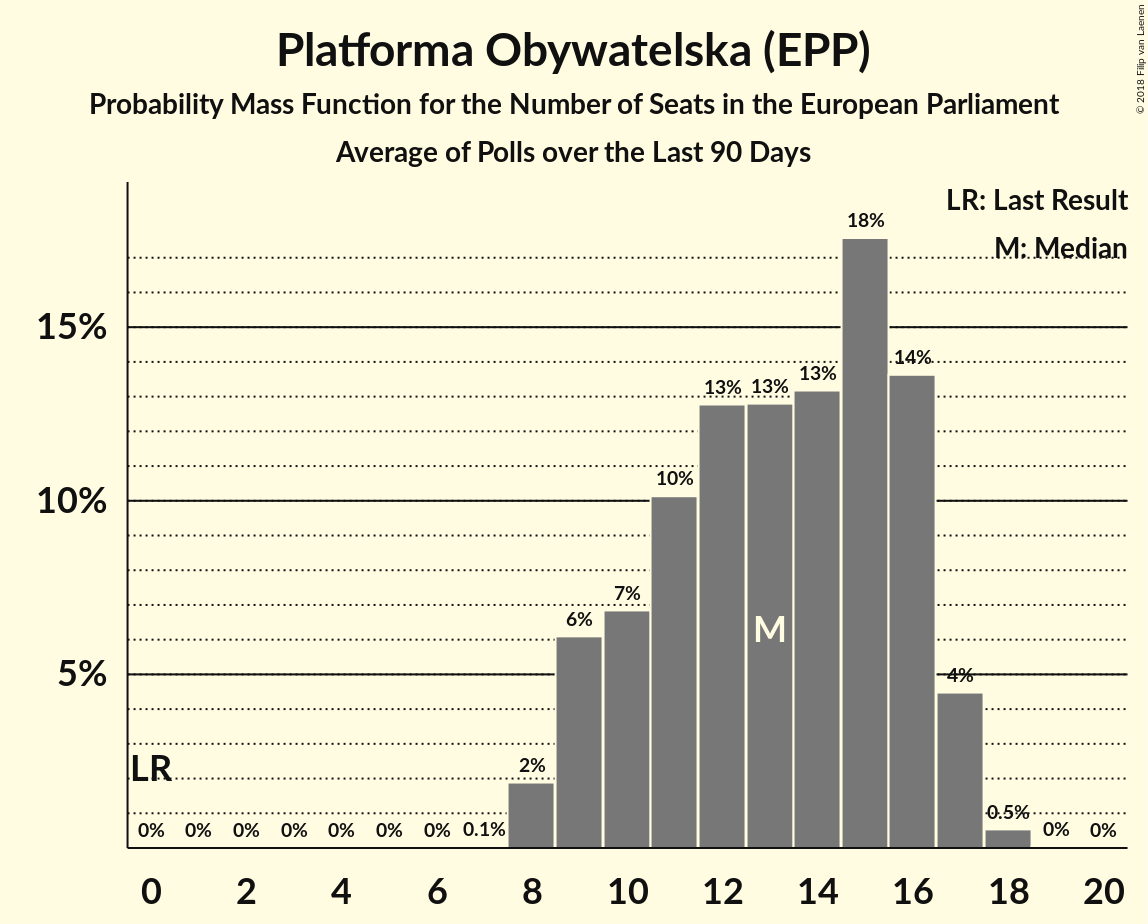 Platforma Obywatelska (EPP)
Probability Mass Function for the Number of Seats in the European Parliament
Average of Polls over the Last 90 Days
© 2018 Filip van Laenen
LR: Last Result
M: Median
15%
10%
5%
LR
M
0% 0% 0% 0% 0% 0% 0% 0.1% 2% 6% 7% 10% 13% 13% 13% 18% 14% 4% 0.5% 0% 0%
0 2 4 6 8 10 12 14 16 18 20